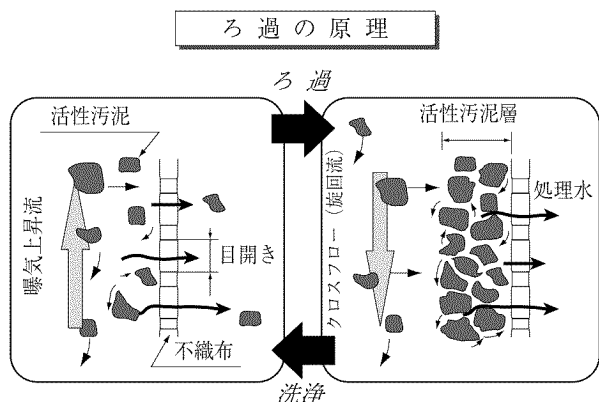 ろ過の原理
ろ過
活性汚泥
曝気上昇流
目開き
不織布
活性汚泥層
クロスフロー(旋回流)
処理水
洗浄